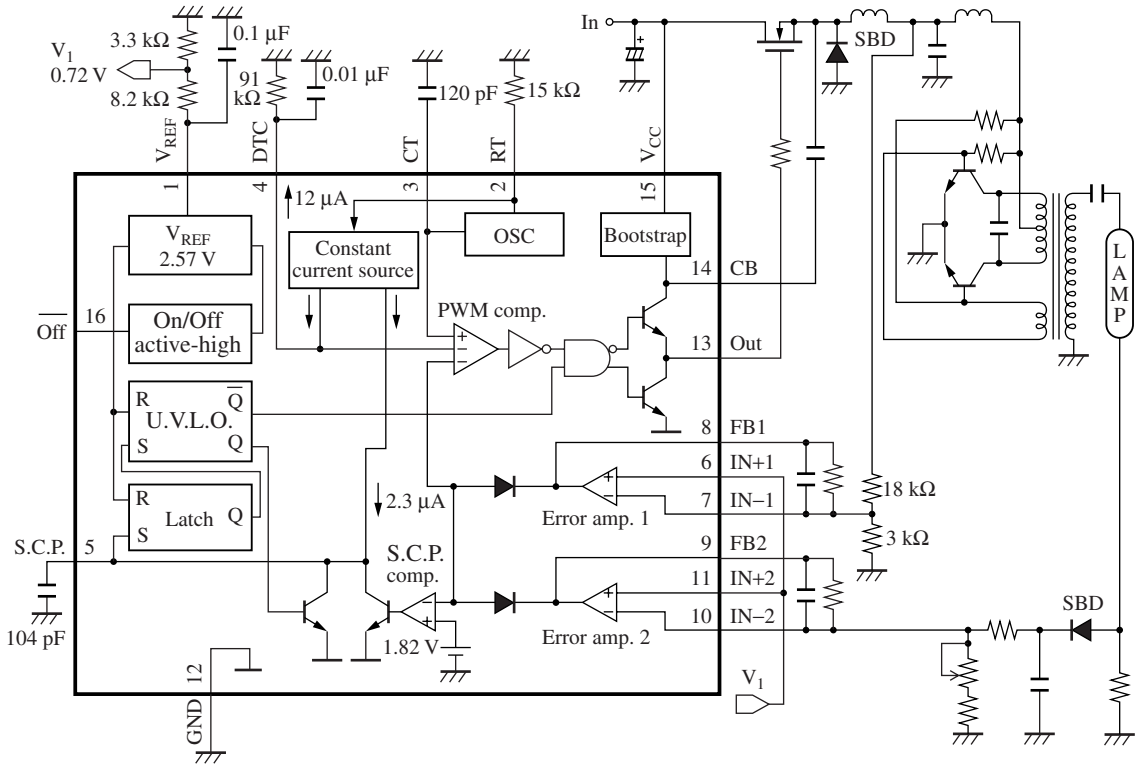 In
SBD
3.3 kΩ
0.1 µF
V1
0.72 V
8.2 kΩ
91 kΩ
0.01 µF
120 pF
15 kΩ
VREF
DTC
CT
RT
VCC
1
4
3
2
15
12 µA
VREF
2.57 V
Constant
current source
OSC
Bootstrap
14
CB
Off
16
On/Off
active-high
PWM comp.
+
−
−
13
Out
LAMP
R
U.V.L.O.
Q
S
Q
8
FB1
6
IN+1
7
IN−1
+
−
Error amp. 1
18 kΩ
3 kΩ
R
Latch
Q
S
2.3 µA
S.C.P.
5
S.C.P.
comp.
9
FB2
11
IN+2
10
IN−2
−
+
+
−
Error amp. 2
1.82 V
SBD
104 pF
12
GND
V1